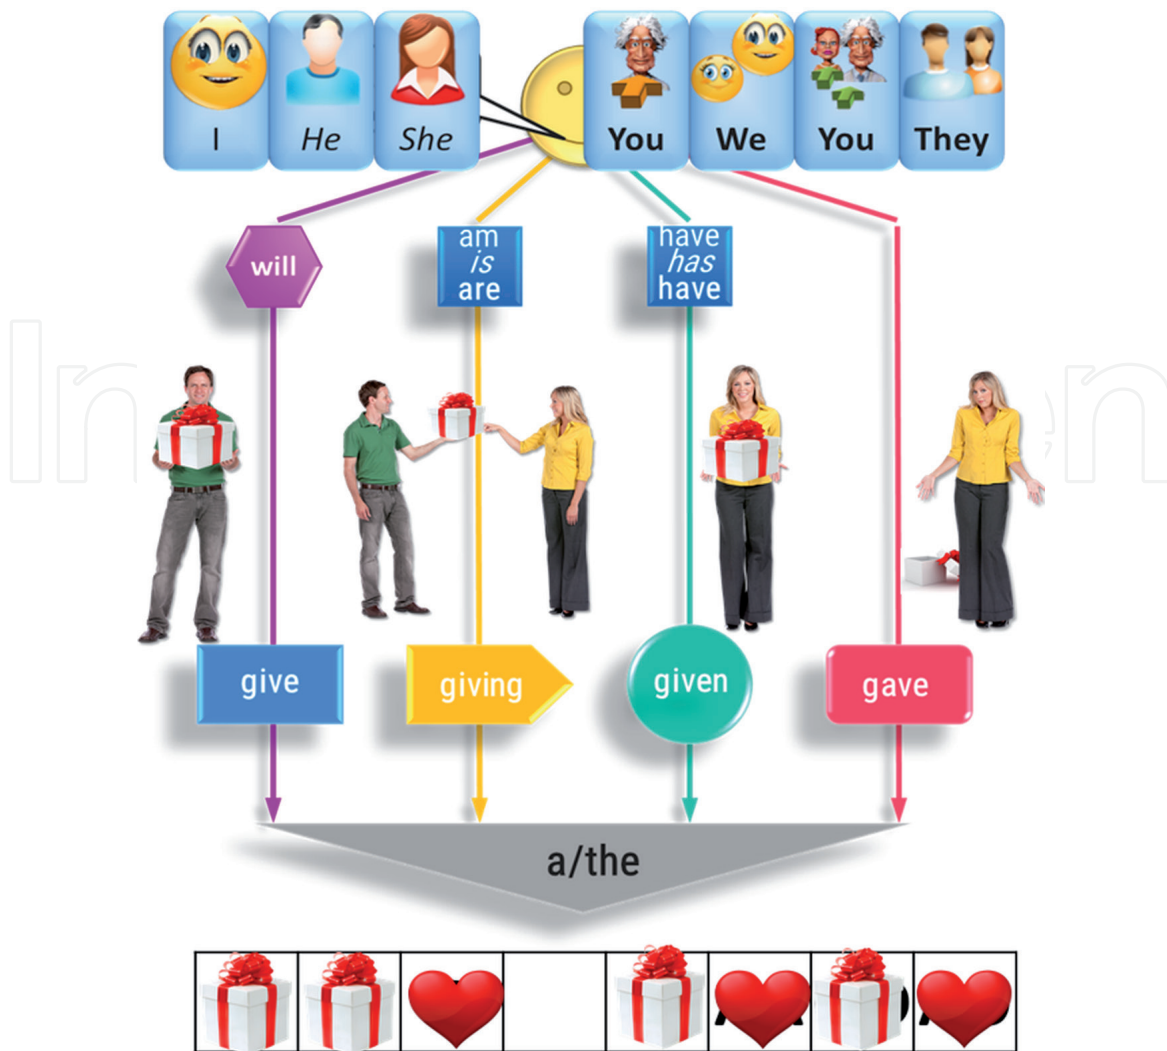 I He She You We You They
will
am
is
are
have
has
have
give giving given gave
a/the